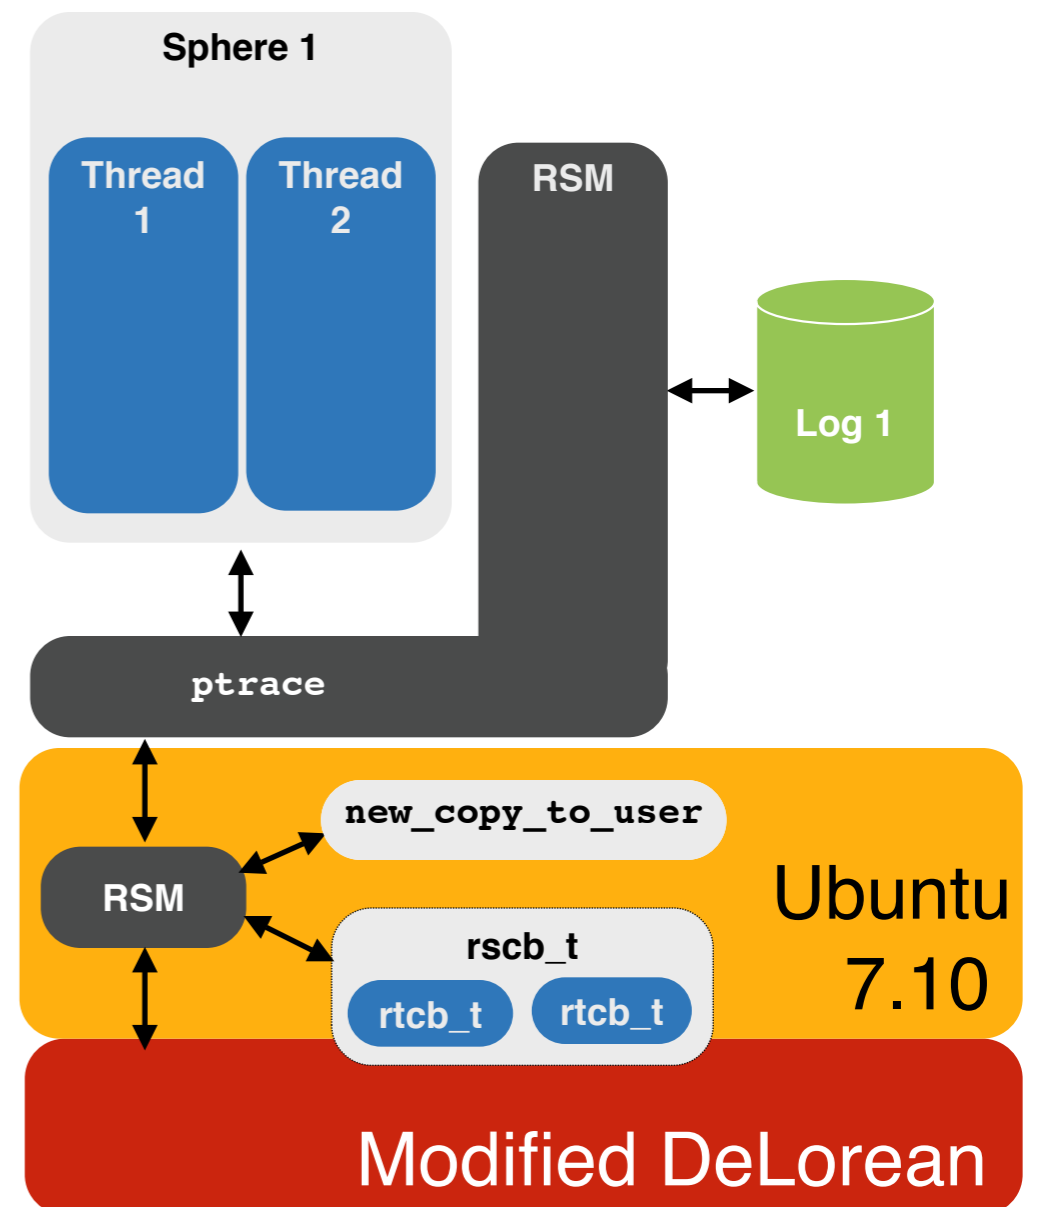 Sphere 1
Thread
1
Thread
2
RSM
Log 1
ptrace
new_copy_to_user
RSM
rscb_t
rtcb_t
rtcb_t
Ubuntu
7.10
Modified DeLorean